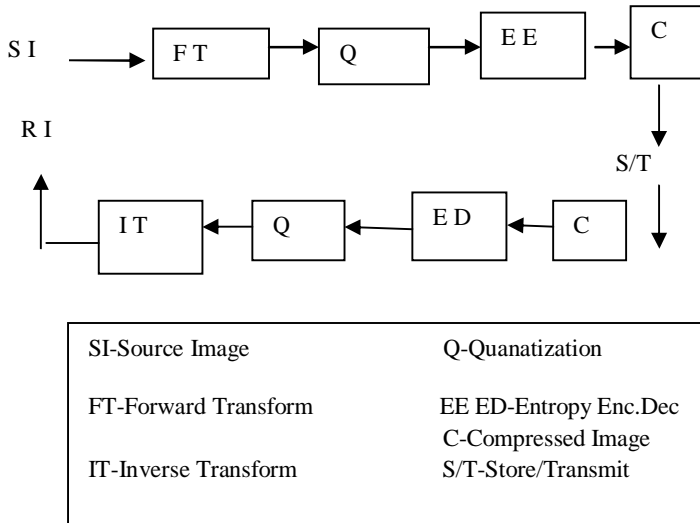 S I
F T
Q
E E
C
R I
S/T
I T
Q
E D
C
SI-Source Image Q-Quanatization
FT-Forward Transform EE ED-Entropy Enc.Dec
C-Compressed Image
IT-Inverse Transform S/T-Store/Transmit